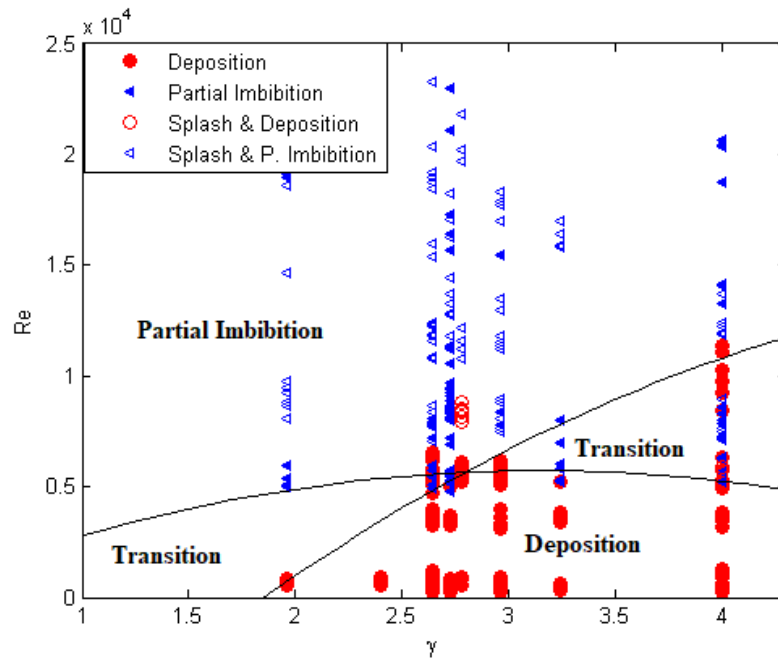 x 10^4
2.5
Deposition
Partial Imbibition
Splash & Deposition
Splash & P. Imbibition
2
1.5
Re
Partial Imbibition
1
Transition
0.5
Deposition
Transition
0
1
1.5
2
2.5
3
3.5
4
γ